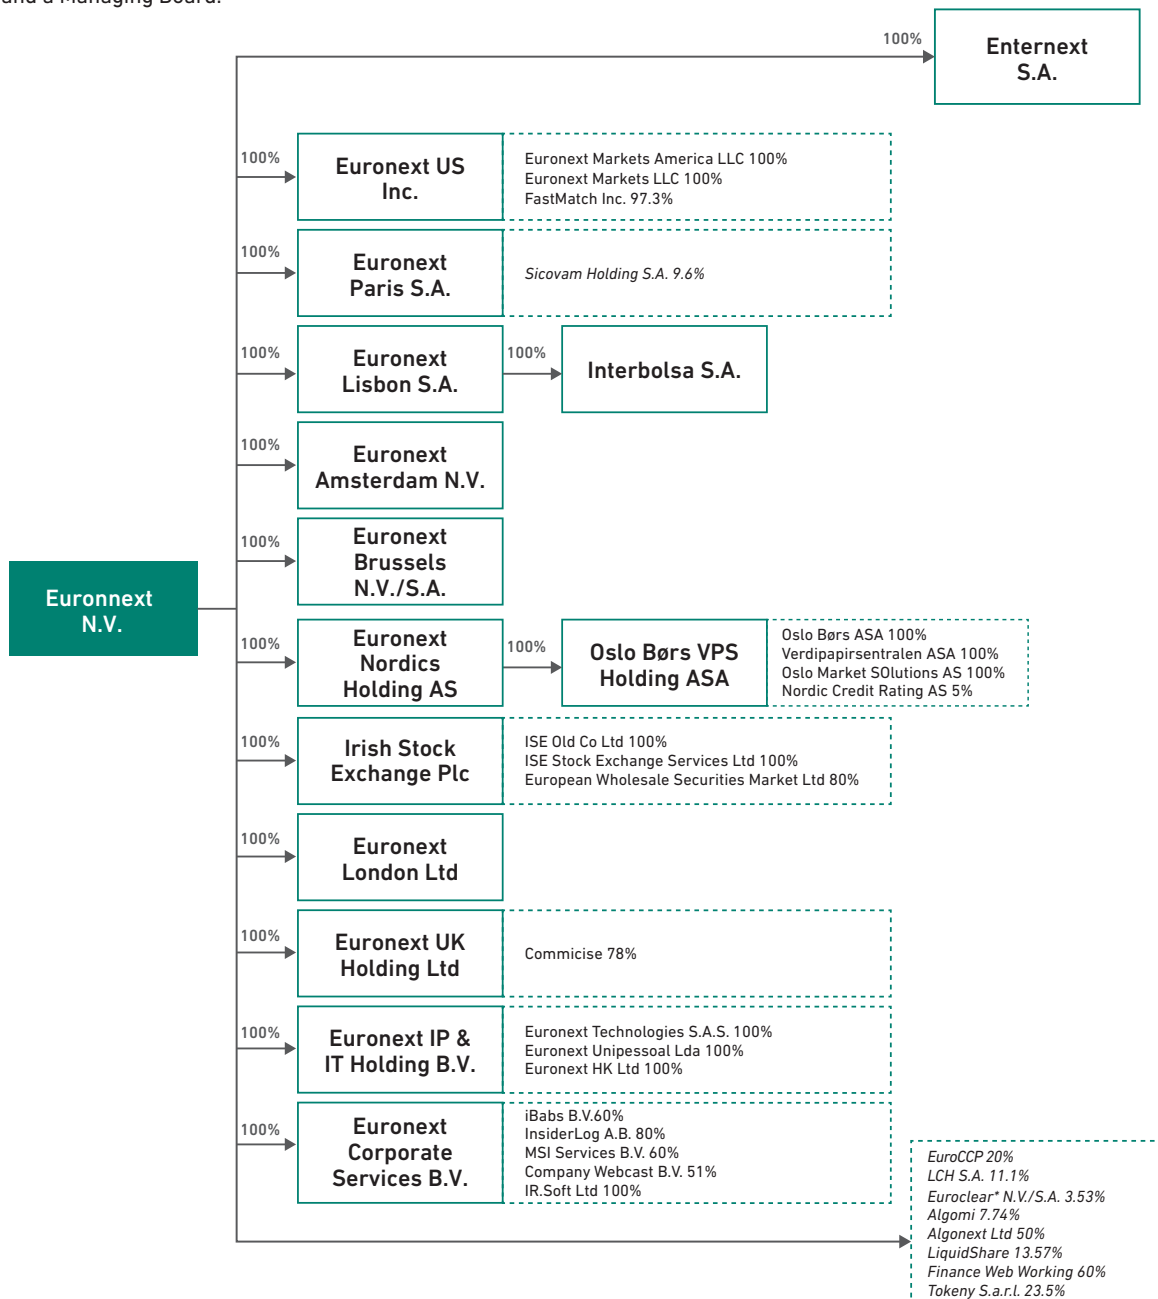 and a Managing Board.
100%
Enternext
S.A.
100%
Euronext US
Inc.
Euronext Markets America LLC 100%
Euronext Markets LLC 100%
FastMatch Inc. 97.3%
100%
Euronext
Paris S.A.
Sicovam Holding S.A. 9.6%
100%
Euronext
Lisbon S.A.
100%
Interbolsa S.A.
100%
Euronext
Amsterdam N.V.
100%
Euronext
Brussels
N.V./S.A.
Euronnext
N.V.
100%
Euronext
Nordics
Holding AS
100%
Oslo Børs VPS
Holding ASA
Oslo Børs ASA 100%
Verdipapirsentralen ASA 100%
Oslo Market SOlutions AS 100%
Nordic Credit Rating AS 5%
100%
Irish Stock
Exchange Plc
ISE Old Co Ltd 100%
ISE Stock Exchange Services Ltd 100%
European Wholesale Securities Market Ltd 80%
100%
Euronext
London Ltd
100%
Euronext UK
Holding Ltd
Commicise 78%
100%
Euronext IP &
IT Holding B.V.
Euronext Technologies S.A.S. 100%
Euronext Unipessoal Lda 100%
Euronext HK Ltd 100%
100%
Euronext
Corporate
Services B.V.
iBabs B.V.60%
InsiderLog A.B. 80%
MSI Services B.V. 60%
Company Webcast B.V. 51%
IR.Soft Ltd 100%
EuroCCP 20%
LCH S.A. 11.1%
Euroclear* N.V./S.A. 3.53%
Algomi 7.74%
Algonext Ltd 50%
LiquidShare 13.57%
Finance Web Working 60%
Tokeny S.a.r.l. 23.5%